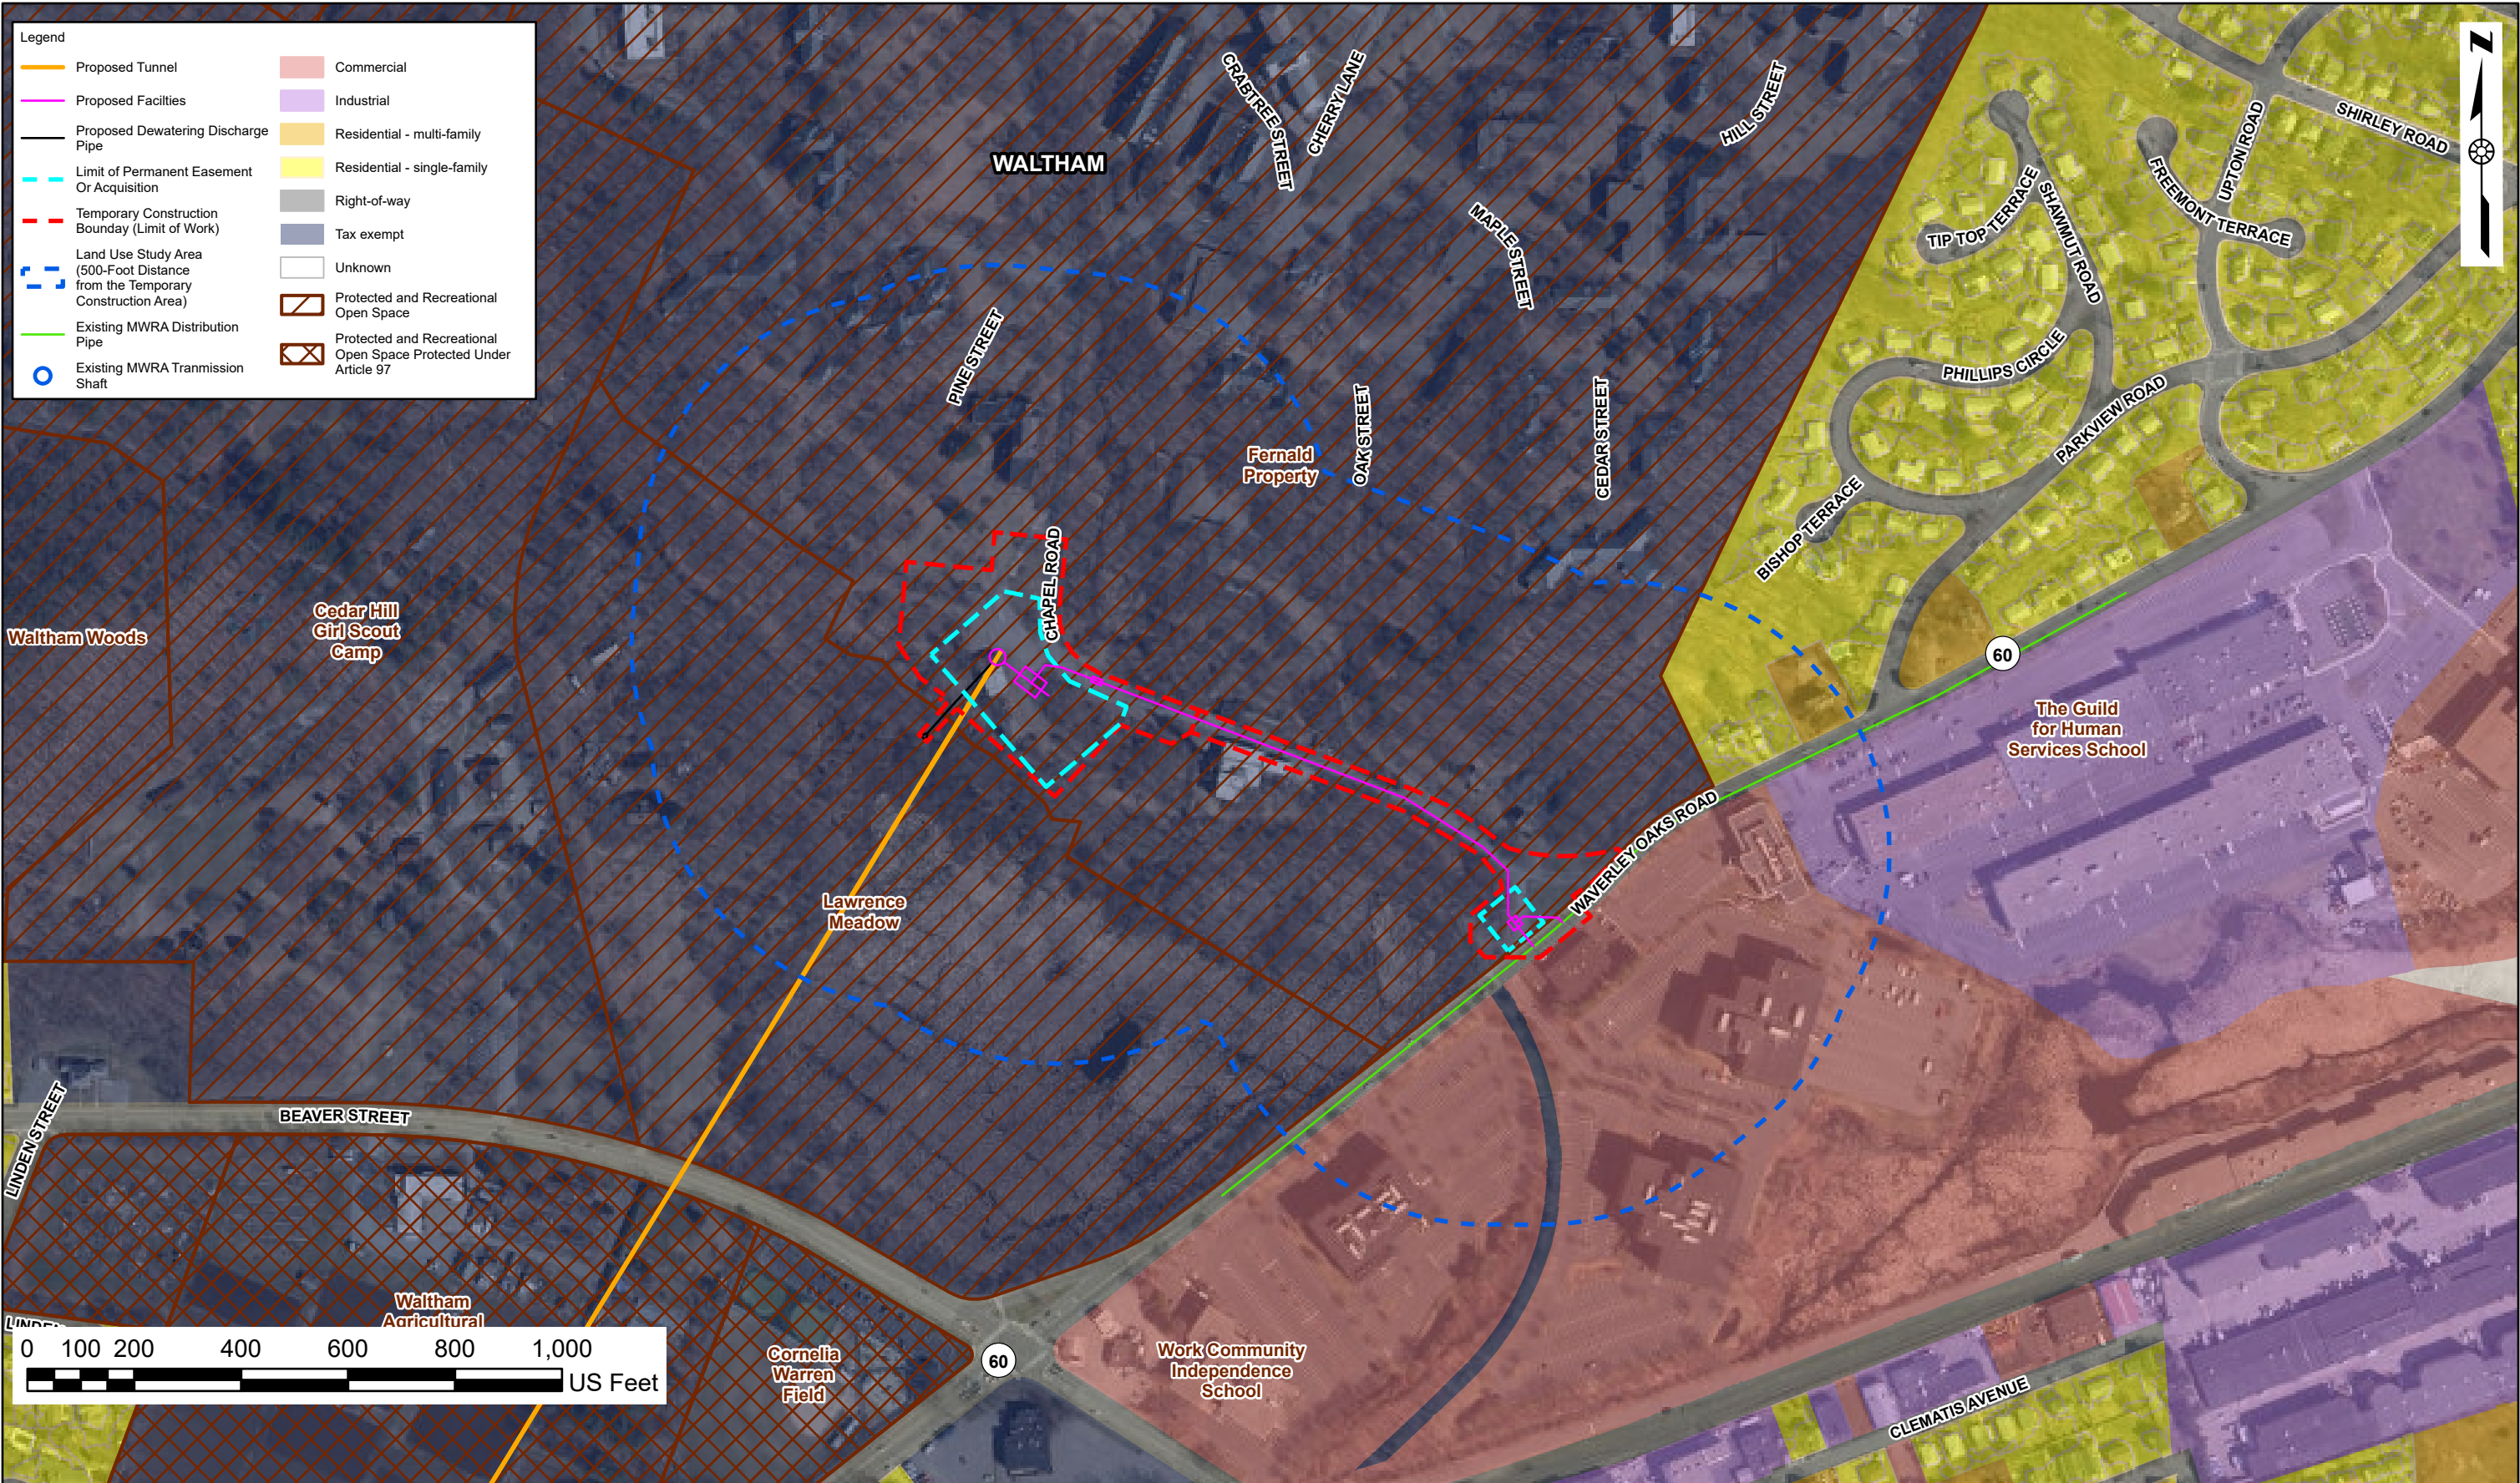 Legend
Proposed Tunnel
Proposed Facilties
Proposed Dewatering Discharge
Pipe
Limit of Permanent Easement
Or Acquisition
Temporary Construction
Bounday (Limit of Work)
Land Use Study Area
(500-Foot Distance
from the Temporary
Construction Area)
Existing MWRA Distribution
Pipe
Existing MWRA Tranmission
Shaft
Commercial
Industrial
Residential - multi-family
Residential - single-family
Right-of-way
Tax exempt
Unknown
Protected and Recreational
Open Space
Protected and Recreational
Open Space Protected Under
Article 97
WALTHAM
CRABTREE STREET
CHERRY LANE
HILL STREET
MAPLE STREET
PINE STREET
OAK STREET
CEDAR STREET
CHAPEL ROAD
Fernald
Property
SHIRLEY ROAD
UPTON ROAD
FREEMONT TERRACE
TIP TOP TERRACE
SHAWMUT ROAD
PHILLIPS CIRCLE
PARKVIEW ROAD
BISHOP TERRACE
N
60
The Guild
for Human
Services School
Waltham Woods
Cedar Hill
Girl Scout
Camp
Lawrence
Meadow
WAVERLEY OAKS ROAD
BEAVER STREET
LINDEN STREET
Waltham
Agricultural
LINDEN
Cornelia
Warren
Field
60
Work Community
Independence
School
CLEMATIS AVENUE
0 100 200 400 600 800 1,000
US Feet